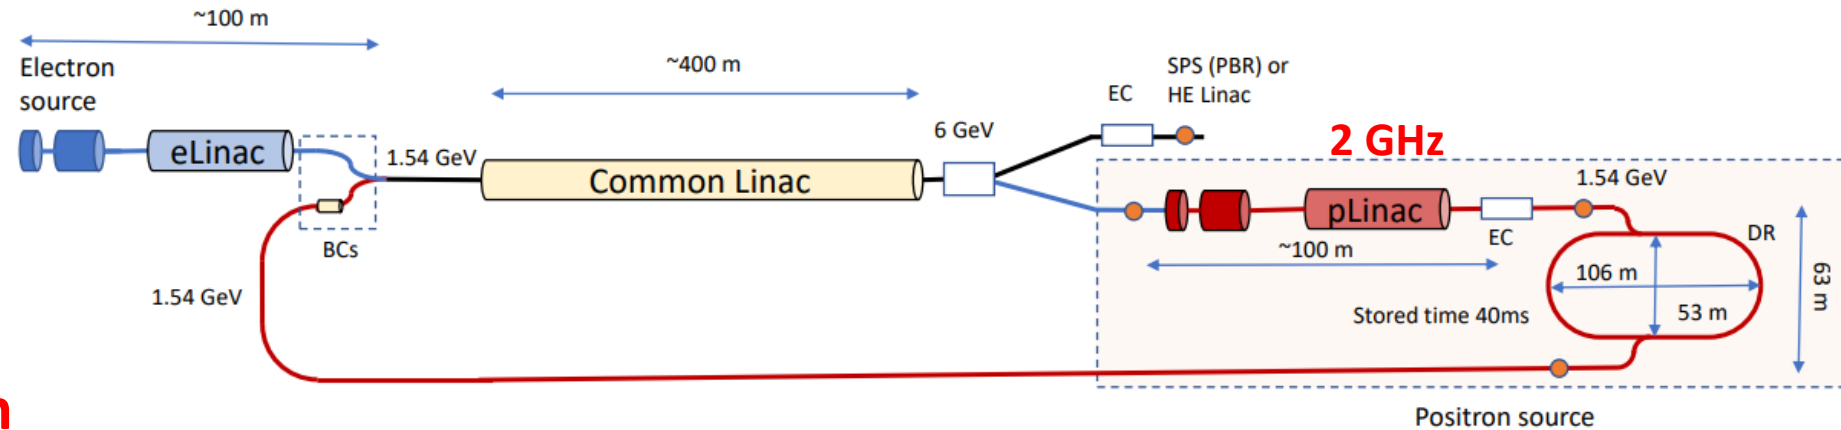 ~100 m
Electron
source
eLinac
BCs
1.54 GeV
1.54 GeV
~400 m
Common Linac
6 GeV
EC
SPS (PBR) or
HE Linac
2 GHz
pLinac
~100 m
EC
1.54 GeV
DR
106 m
53 m
63 m
Stored time 40ms
Positron source